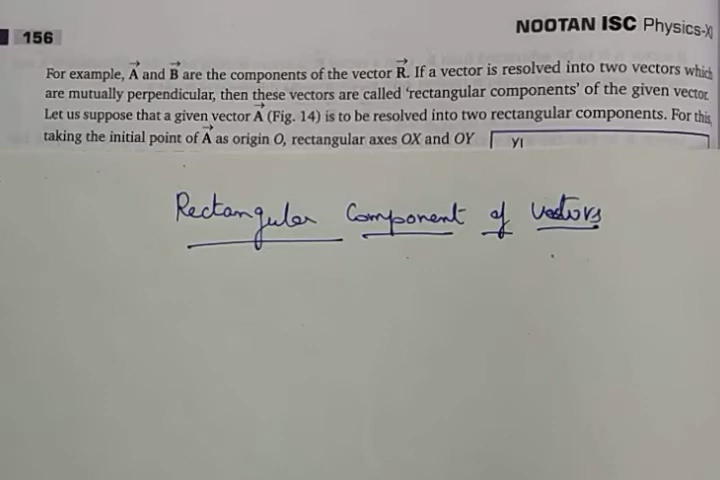 156
NOOTAN ISC Physics-XI
For example, A⃗ and B⃗ are the components of the vector R⃗. If a vector is resolved into two vectors which
are mutually perpendicular, then these vectors are called 'rectangular components' of the given vector.
Let us suppose that a given vector A⃗ (Fig. 14) is to be resolved into two rectangular components. For this,
taking the initial point of A⃗ as origin O, rectangular axes OX and OY
Y
Rectangular Component of Vectors